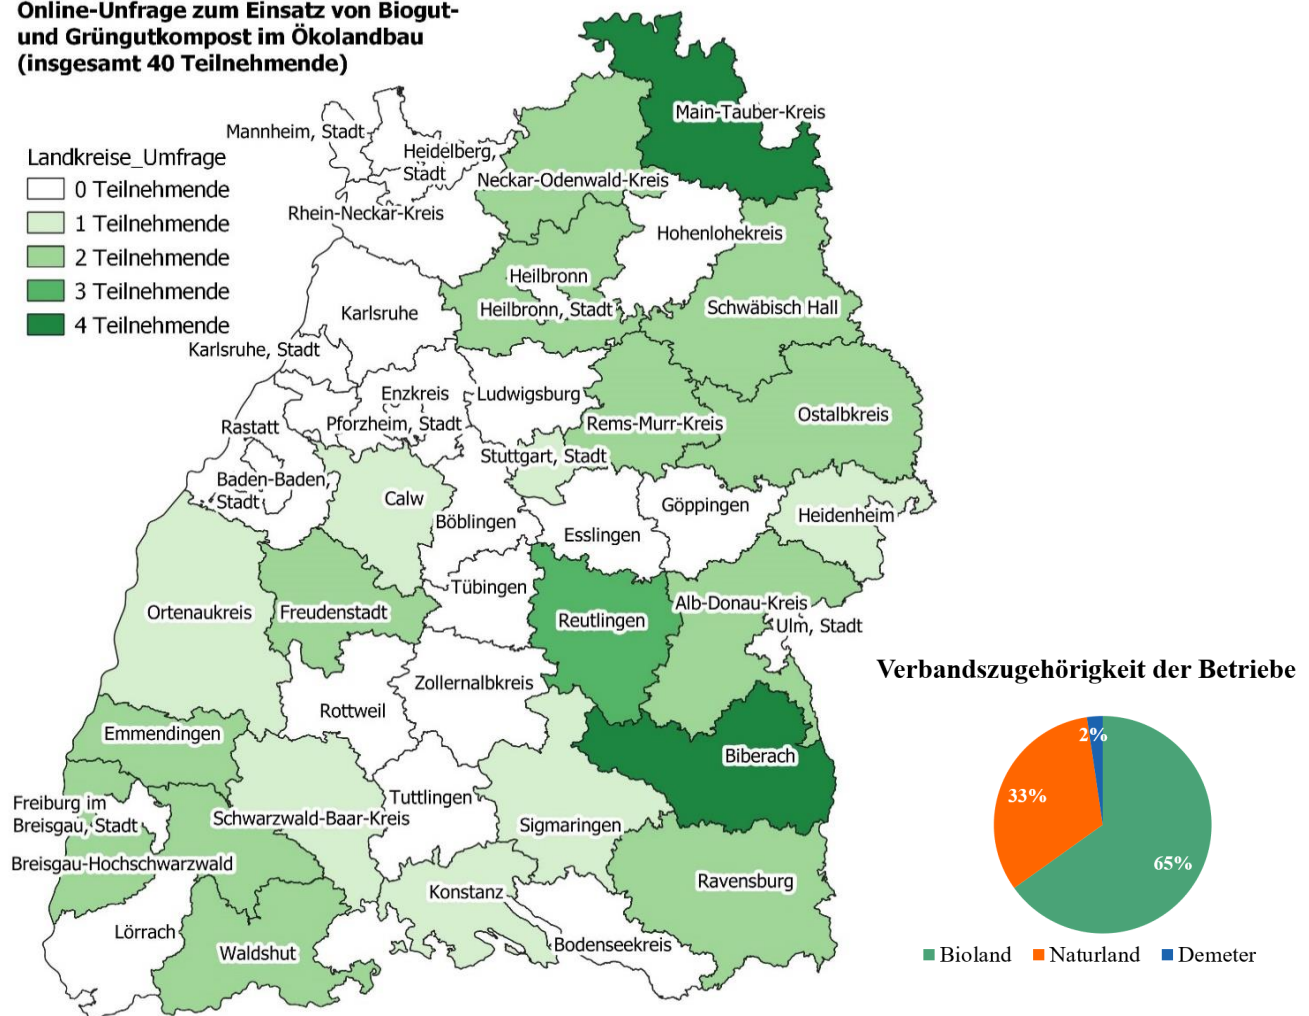 Online-Unfrage zum Einsatz von Biogut-
und Grüngutkompost im Ökolandbau
(insgesamt 40 Teilnehmende)
Landkreise_Umfrage
0 Teilnehmende
1 Teilnehmende
2 Teilnehmende
3 Teilnehmende
4 Teilnehmende
Main-Tauber-Kreis
Mannheim, Stadt
Heidelberg,
Stadt
Neckar-Odenwald-Kreis
Rhein-Neckar-Kreis
Hohenlohekreis
Heilbronn
Heilbronn, Stadt
Schwäbisch Hall
Karlsruhe
Karlsruhe, Stadt
Enzkreis
Ludwigsburg
Pforzheim, Stadt
Rems-Murr-Kreis
Ostalbkreis
Rastatt
Stuttgart, Stadt
Baden-Baden,
Stadt
Calw
Göppingen
Heidenheim
Böblingen
Esslingen
Tübingen
Ortenaukreis
Freudenstadt
Reutlingen
Alb-Donau-Kreis
Ulm, Stadt
Zollernalbkreis
Rottweil
Emmendingen
Biberach
Freiburg im
Breisgau, Stadt
Tuttlingen
Schwarzwald-Baar-Kreis
Sigmaringen
Breisgau-Hochschwarzwald
Konstanz
Ravensburg
Lörrach
Waldshut
Bodenseekreis
Verbandszugehörigkeit der Betriebe
2%
33%
65%
Bioland Naturland Demeter